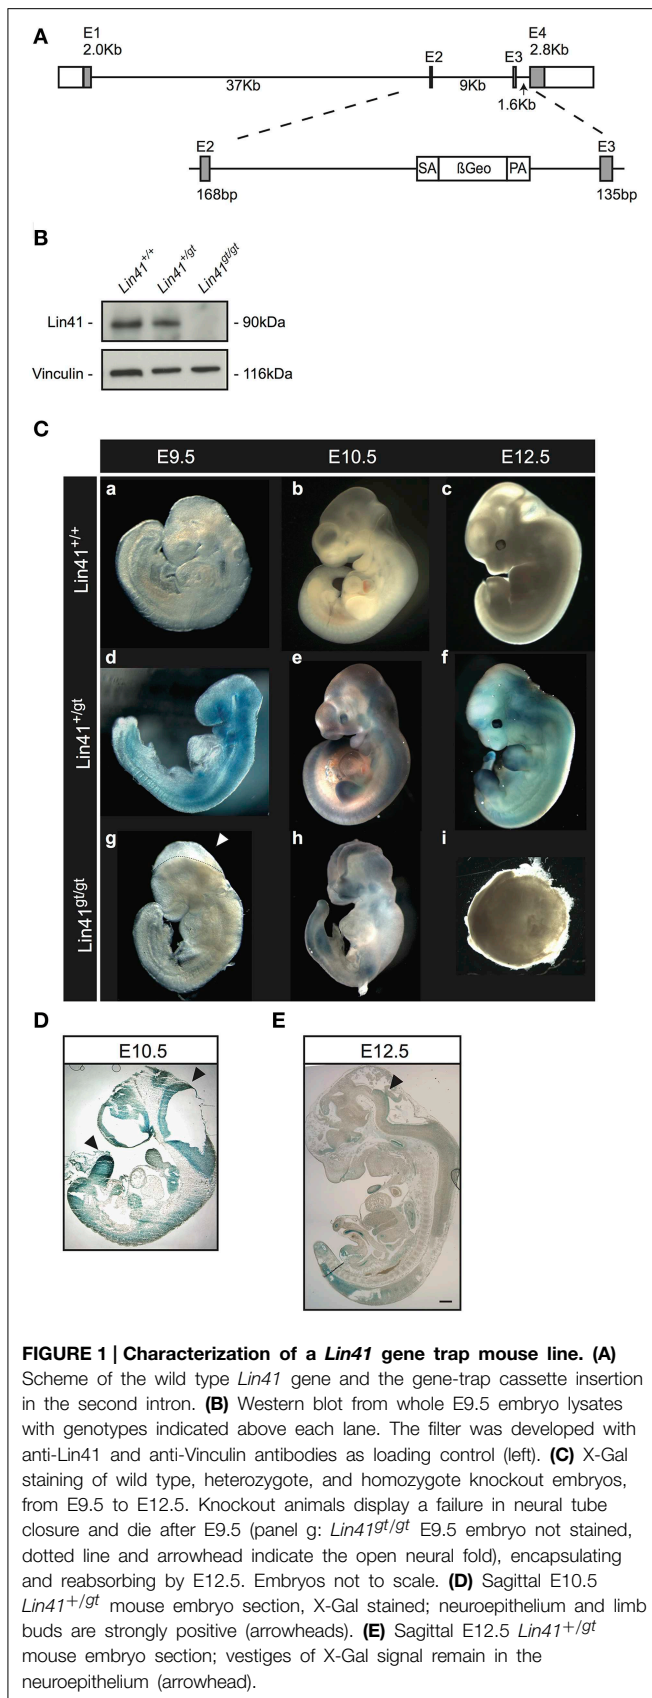 A
E1
2.0Kb
E2
E3
E4
2.8Kb
37Kb
9Kb
1.6Kb
E2
E3
SA
ßGeo
PA
168bp
135bp
B
Lin41+/+
Lin41+/gt
Lin41gt/gt
Lin41 -
- 90kDa
Vinculin -
- 116kDa
C
E9.5
E10.5
E12.5
Lin41+/+
a
b
c
Lin41+/gt
d
e
f
Lin41gt/gt
g
h
i
D
E10.5
E
E12.5
FIGURE 1 | Characterization of a Lin41 gene trap mouse line. (A)
Scheme of the wild type Lin41 gene and the gene-trap cassette insertion
in the second intron. (B) Western blot from whole E9.5 embryo lysates
with genotypes indicated above each lane. The filter was developed with
anti-Lin41 and anti-Vinculin antibodies as loading control (left). (C) X-Gal
staining of wild type, heterozygote, and homozygote knockout embryos,
from E9.5 to E12.5. Knockout animals display a failure in neural tube
closure and die after E9.5 (panel g: Lin41gt/gt E9.5 embryo not stained,
dotted line and arrowhead indicate the open neural fold), encapsulating
and reabsorbing by E12.5. Embryos not to scale. (D) Sagittal E10.5
Lin41+/gt mouse embryo section, X-Gal stained; neuroepithelium and limb
buds are strongly positive (arrowheads). (E) Sagittal E12.5 Lin41+/gt
mouse embryo section; vestiges of X-Gal signal remain in the
neuroepithelium (arrowhead).